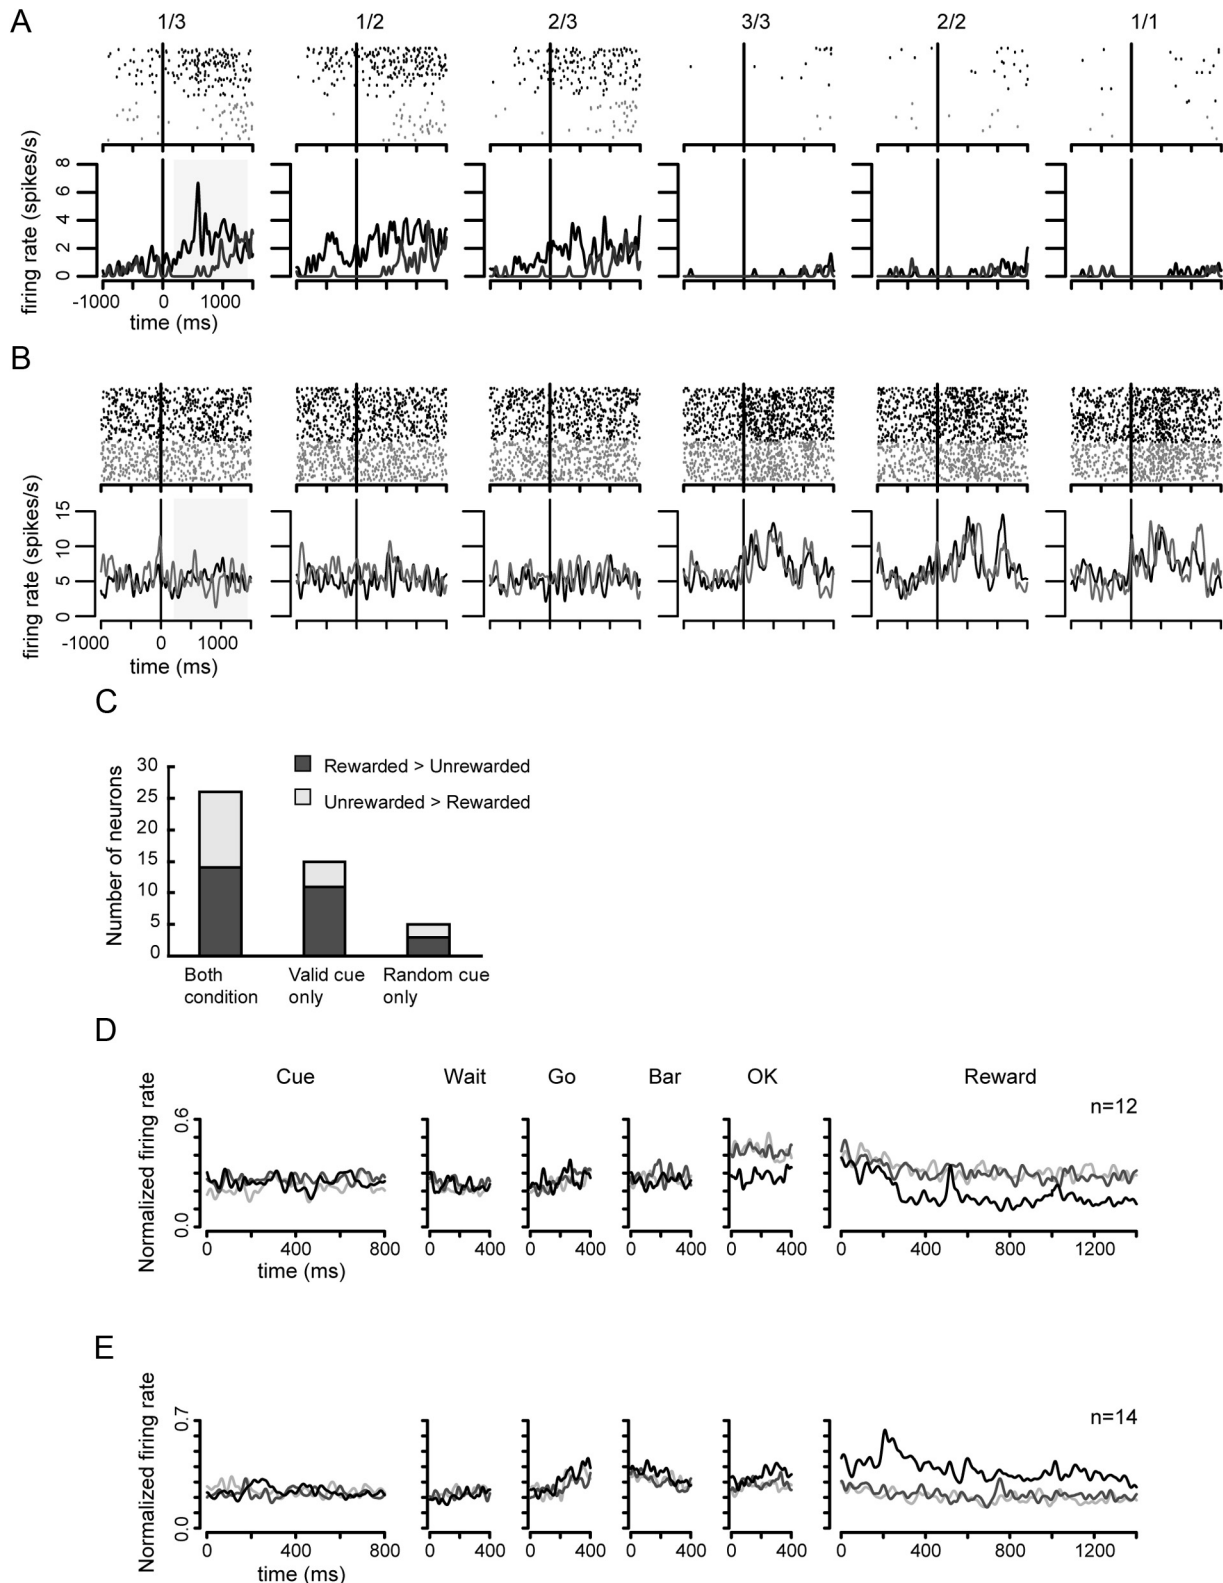 A
1/3 1/2 2/3 3/3 2/2 1/1
firing rate (spikes/s)
8
6
4
2
0
-1000 0 1000
time (ms)
B
firing rate (spikes/s)
15
10
5
0
-1000 0 1000
time (ms)
C
Number of neurons
30
25
20
15
10
5
0
Rewarded > Unrewarded
Unrewarded > Rewarded
Both
condition
Valid cue
only
Random cue
only
D
Cue Wait Go Bar OK Reward
n=12
Normalized firing rate
0.6
0.0
0 400 800 0 400 0 400 0 400 0 400 0 400 800 1200
time (ms)
E
n=14
Normalized firing rate
0.7
0.0
0 400 800 0 400 0 400 0 400 0 400 0 400 800 1200
time (ms)